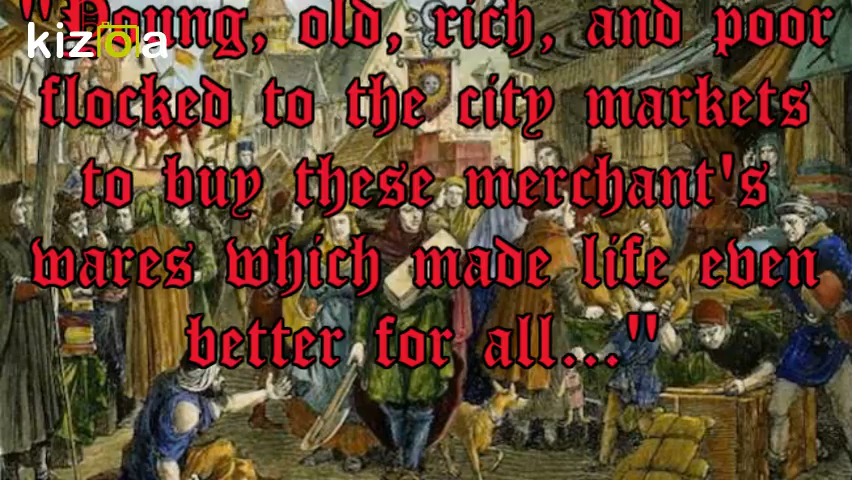 kizoa
"Young, old, rich, and poor
flocked to the city markets
to buy these merchant's
wares which made life even
better for all..."